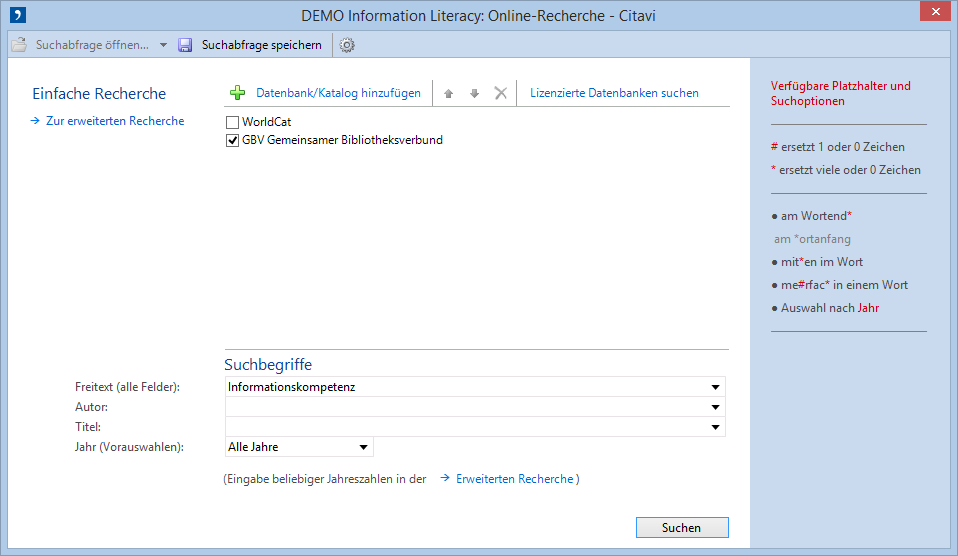 DEMO Information Literacy: Online-Recherche - Citavi
Suchabfrage öffnen... Suchabfrage speichern
Einfache Recherche
Zur erweiterten Recherche
Datenbank/Katalog hinzufügen Lizenzierte Datenbanken suchen
WorldCat
GBV Gemeinsamer Bibliotheksverbund
Suchbegriffe
Freitext (alle Felder): Informationskompetenz
Autor:
Titel:
Jahr (Vorauswahlen): Alle Jahre
(Eingabe beliebiger Jahreszahlen in der → Erweiterten Recherche )
Suchen
Verfügbare Platzhalter und
Suchoptionen
# ersetzt 1 oder 0 Zeichen
* ersetzt viele oder 0 Zeichen
● am Wortend*
am *ortanfang
● mit*en im Wort
● me#rfac* in einem Wort
● Auswahl nach Jahr